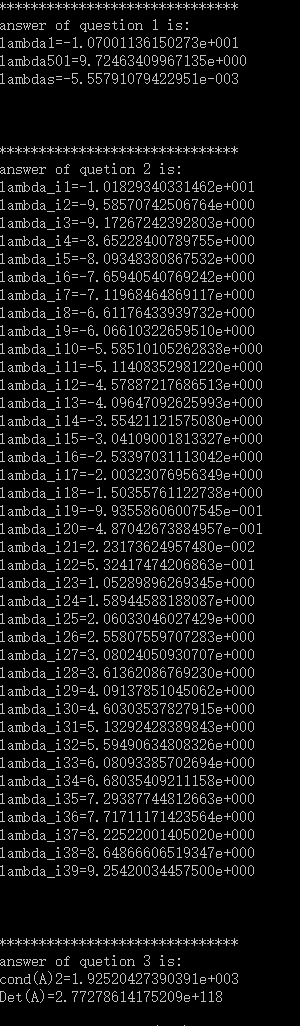 ******************************
answer of question 1 is:
lambda1=-1.07001136150273e+001
lambda501=9.72463409967135e+000
lambdas=-5.55791079422951e-003
******************************
answer of quetion 2 is:
lambda_i1=-1.01829340331462e+001
lambda_i2=-9.58570742506764e+000
lambda_i3=-9.17267242392803e+000
lambda_i4=-8.65228400789755e+000
lambda_i5=-8.09348380867532e+000
lambda_i6=-7.65940540769242e+000
lambda_i7=-7.11968464869117e+000
lambda_i8=-6.61176433939732e+000
lambda_i9=-6.06610322659510e+000
lambda_i10=-5.58510105262838e+000
lambda_i11=-5.11408352981220e+000
lambda_i12=-4.57887217686513e+000
lambda_i13=-4.09647092625993e+000
lambda_i14=-3.55421121575080e+000
lambda_i15=-3.04109001813327e+000
lambda_i16=-2.53397031113042e+000
lambda_i17=-2.00323076956349e+000
lambda_i18=-1.50355761122738e+000
lambda_i19=-9.93558606007545e-001
lambda_i20=-4.87042673884957e-001
lambda_i21=2.23173624957480e-002
lambda_i22=5.32417474206863e-001
lambda_i23=1.05289896269345e+000
lambda_i24=1.58944588188087e+000
lambda_i25=2.06033046027429e+000
lambda_i26=2.55807559707283e+000
lambda_i27=3.08024050930707e+000
lambda_i28=3.61362086769230e+000
lambda_i29=4.09137851045062e+000
lambda_i30=4.60303537827915e+000
lambda_i31=5.13292428389843e+000
lambda_i32=5.59490634808326e+000
lambda_i33=6.08093385702694e+000
lambda_i34=6.68035409211158e+000
lambda_i35=7.29387744812663e+000
lambda_i36=7.71711171423564e+000
lambda_i37=8.22522001405020e+000
lambda_i38=8.64866606519347e+000
lambda_i39=9.25420034457500e+000
******************************
answer of quetion 3 is:
cond(A)2=1.92520427390391e+003
Det(A)=2.77278614175209e+118